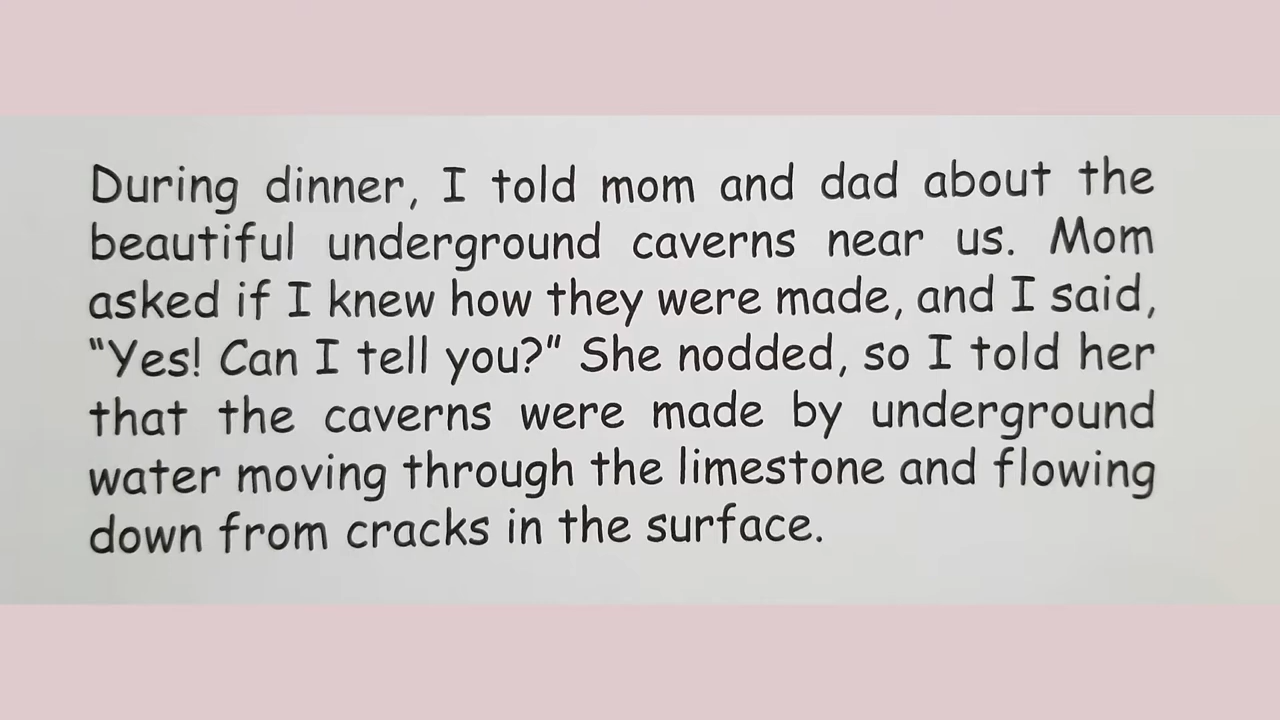 During dinner, I told mom and dad about the
beautiful underground caverns near us. Mom
asked if I knew how they were made, and I said,
“Yes! Can I tell you?” She nodded, so I told her
that the caverns were made by underground
water moving through the limestone and flowing
down from cracks in the surface.